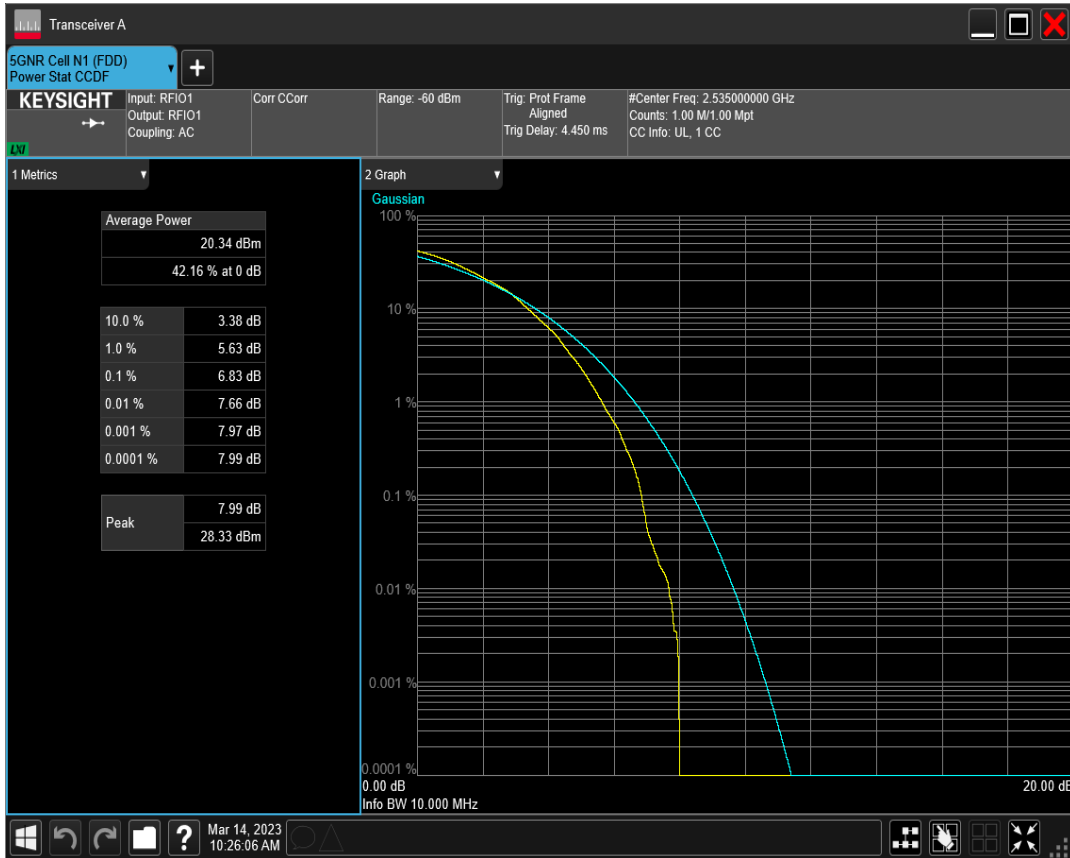 Transceiver A
5GNR Cell N1 (FDD)
Power Stat CCDF
+
KEYSIGHT
LXI
Input: RFIO1
Output: RFIO1
Coupling: AC
Corr CCorr
Range: -60 dBm
Trig: Prot Frame
Aligned
Trig Delay: 4.450 ms
#Center Freq: 2.535000000 GHz
Counts: 1.00 M/1.00 Mpt
CC Info: UL, 1 CC
1 Metrics
Average Power
20.34 dBm
42.16 % at 0 dB
10.0 % 3.38 dB
1.0 % 5.63 dB
0.1 % 6.83 dB
0.01 % 7.66 dB
0.001 % 7.97 dB
0.0001 % 7.99 dB
Peak 7.99 dB
28.33 dBm
2 Graph
Gaussian
100 %
10 %
1 %
0.1 %
0.01 %
0.001 %
0.0001 %
0.00 dB 20.00 dB
Info BW 10.000 MHz
?
Mar 14, 2023
10:26:06 AM